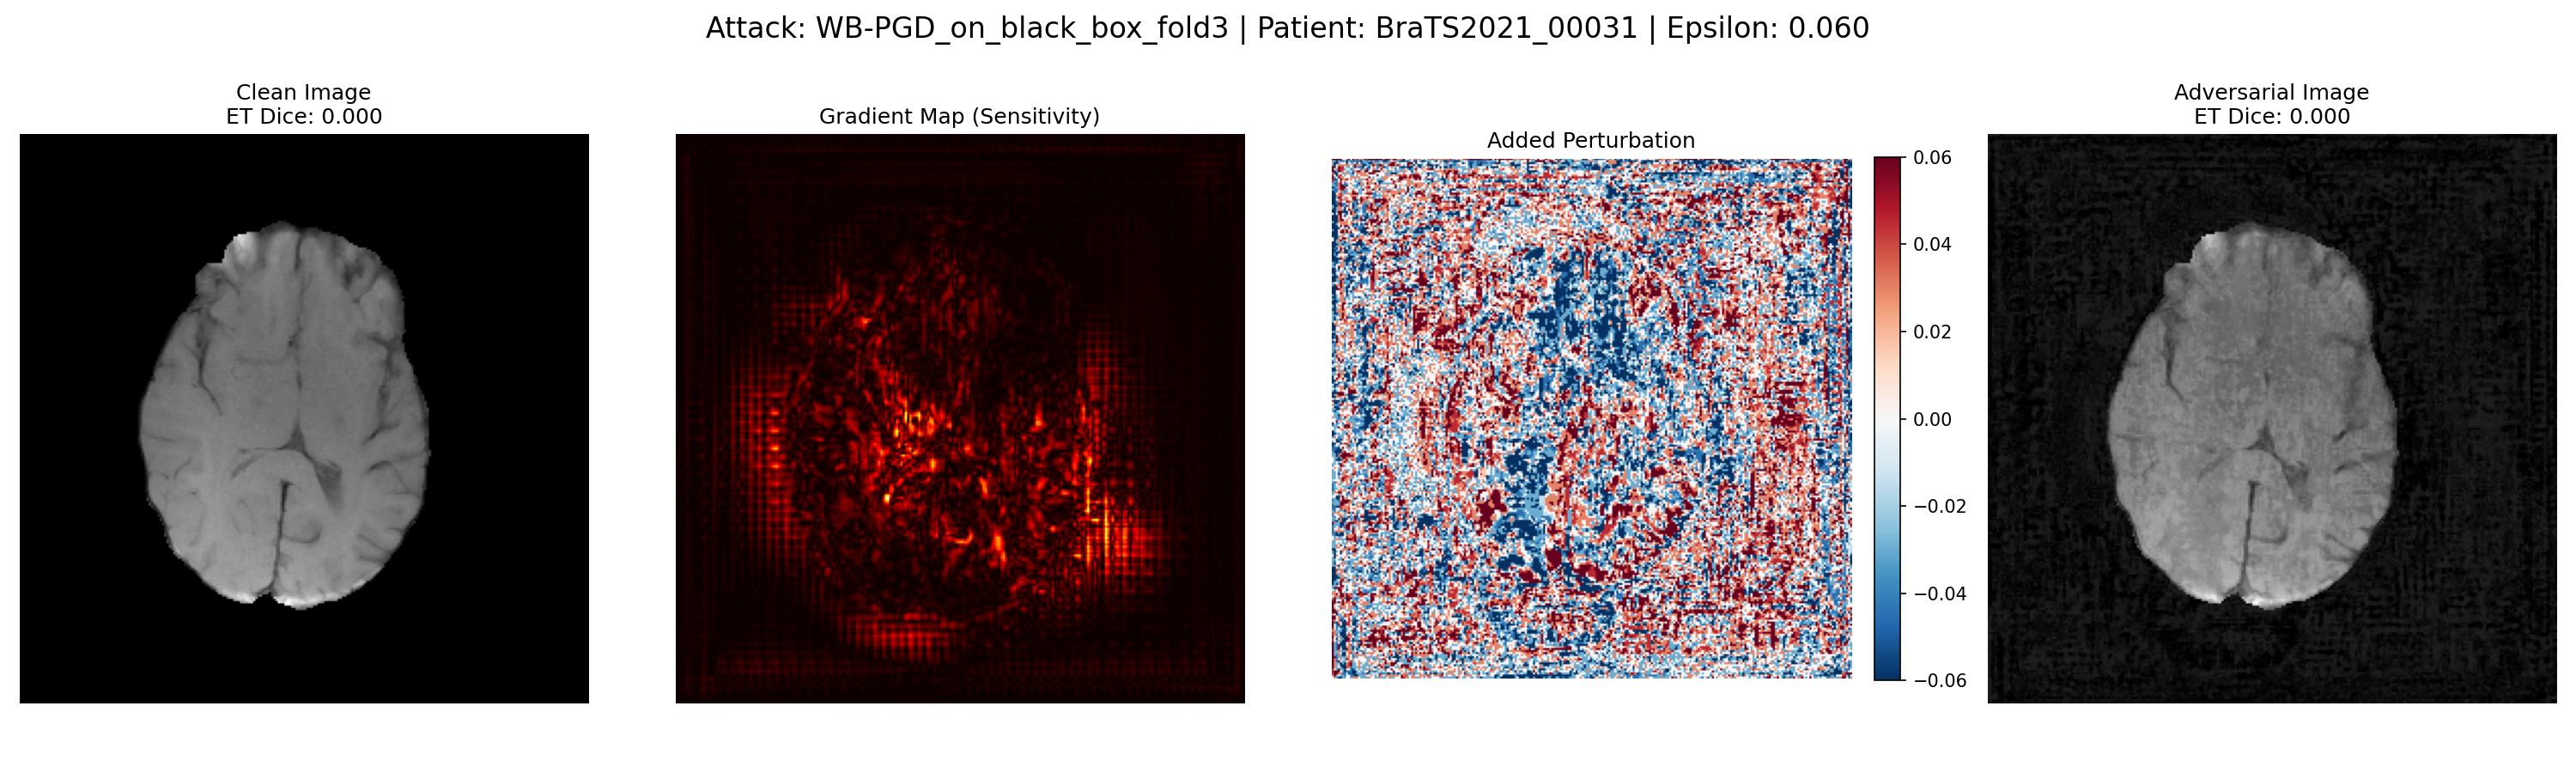 Attack: WB-PGD_on_black_box_fold3 | Patient: BraTS2021_00031 | Epsilon: 0.060
Clean Image
ET Dice: 0.000
Gradient Map (Sensitivity)
Added Perturbation
0.06
0.04
0.02
0.00
−0.02
−0.04
−0.06
Adversarial Image
ET Dice: 0.000